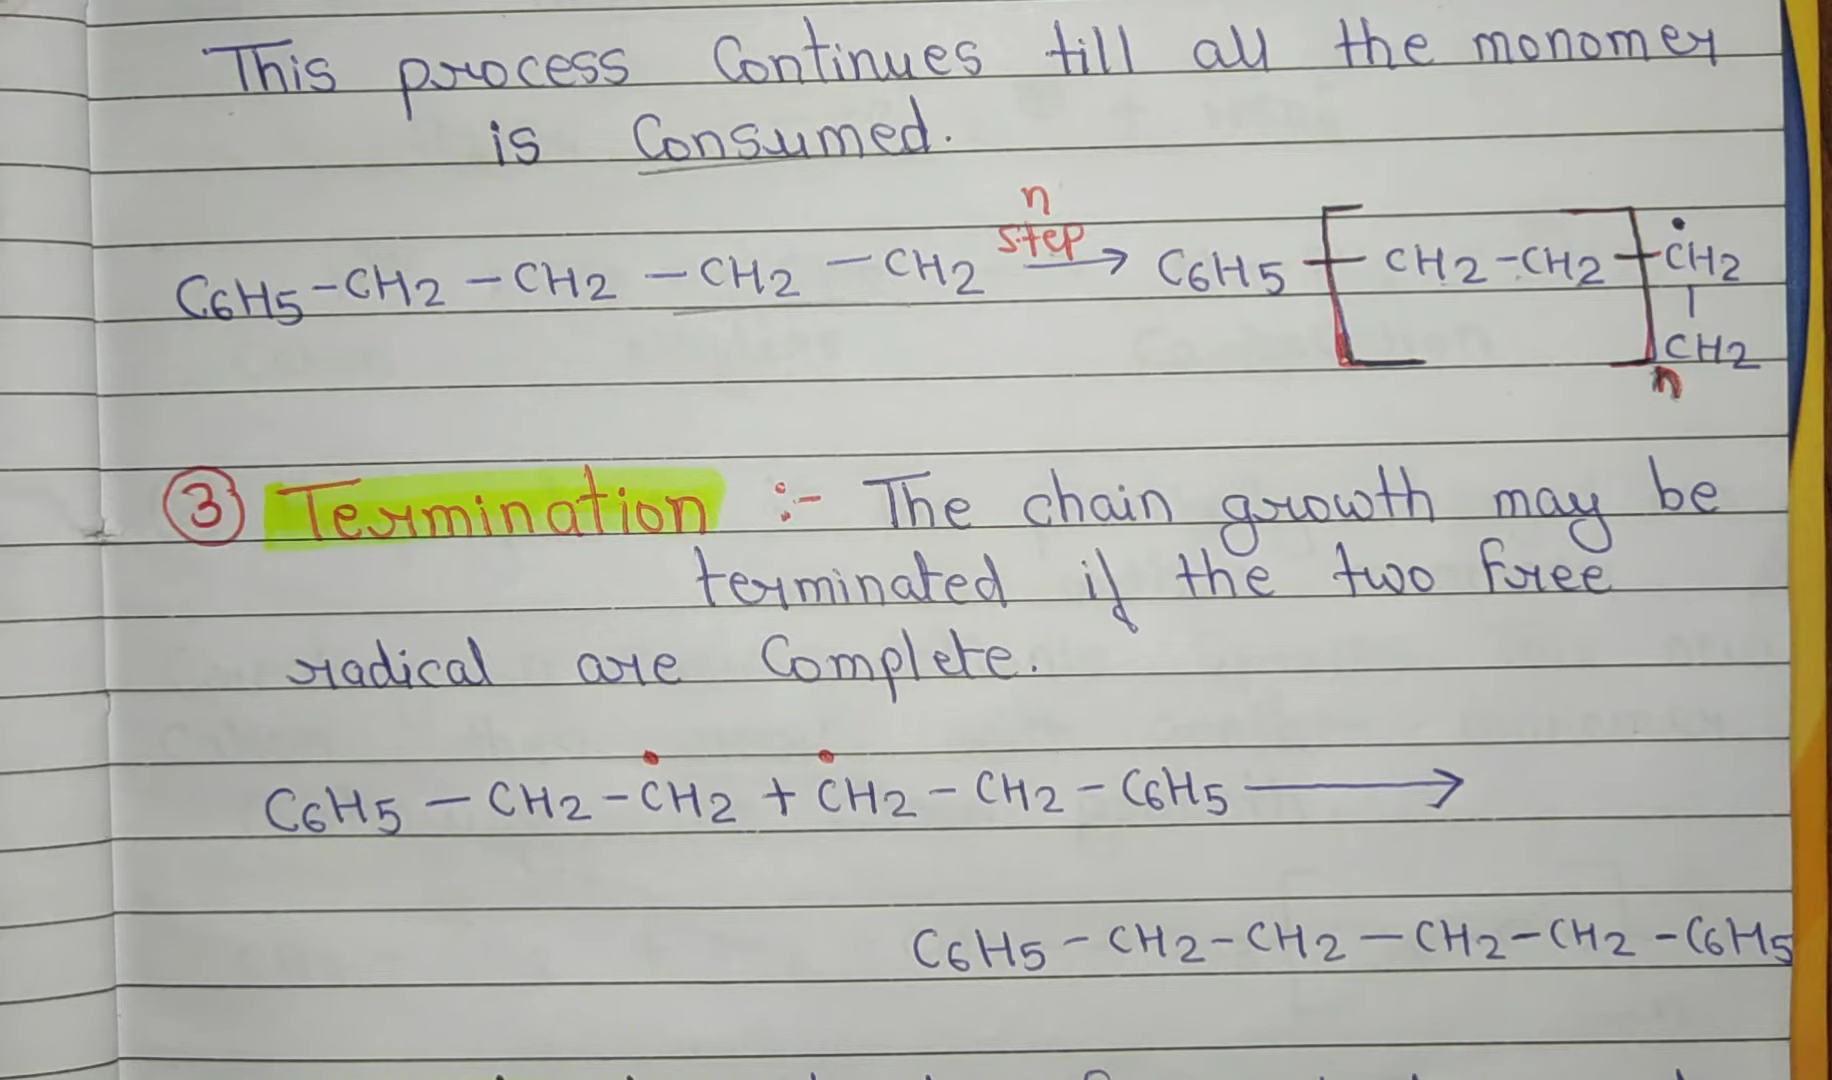 This process Continues till all the monomer
is Consumed.
C6H5-CH2-CH2-CH2-CH2 n step → C6H5 [CH2-CH2]n ĊH2
|
CH2
③ Termination :- The chain growth may be
terminated if the two free
radical are Complete.
C6H5-CH2-ĊH2 + ĊH2-CH2-C6H5 ⟶
C6H5-CH2-CH2-CH2-CH2-C6H5